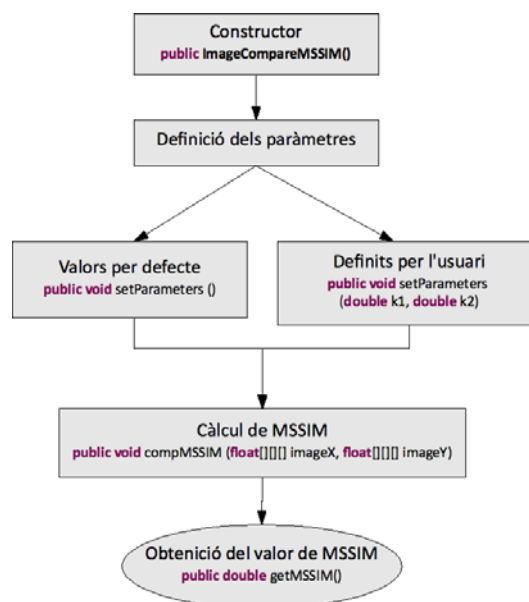 Constructor
public ImageCompareMSSIM()
Definició dels paràmetres
Valors per defecte
public void setParameters ()
Definits per l'usuari
public void setParameters
(double k1, double k2)
Càlcul de MSSIM
public void compMSSIM (float[][][] imageX, float[][][] imageY)
Obtenició del valor de MSSIM
public double getMSSIM()